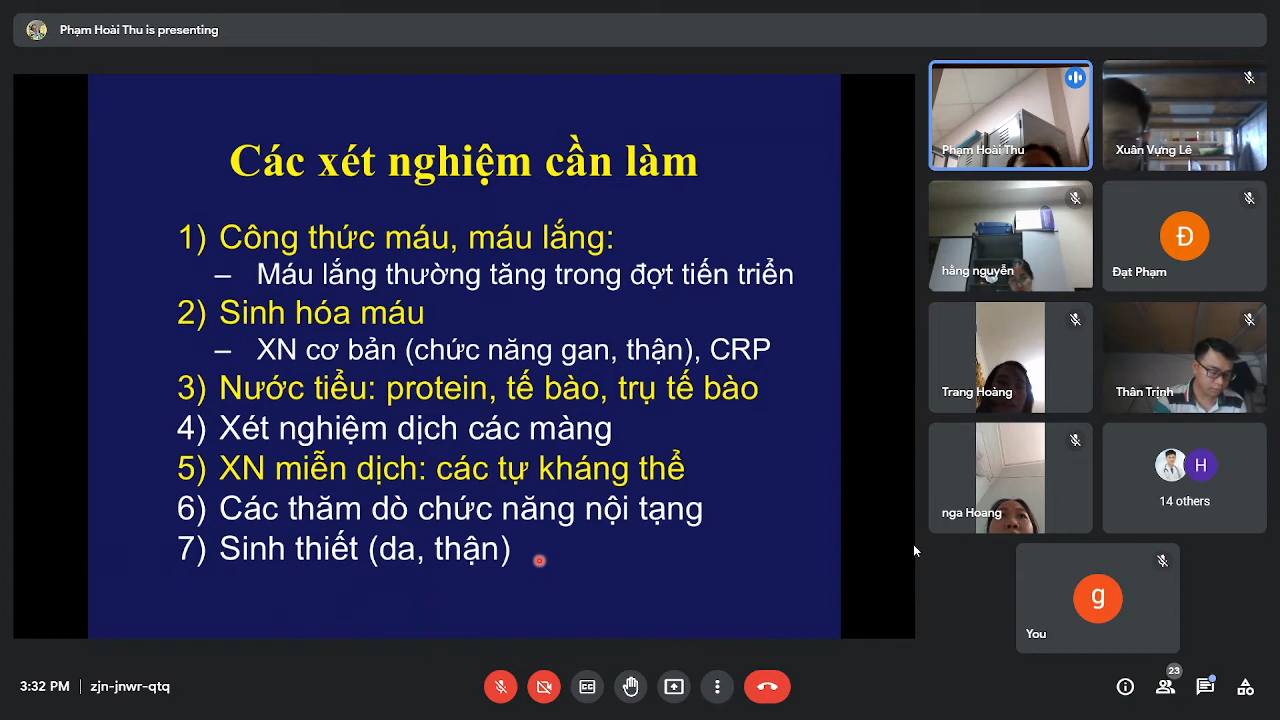 Phạm Hoài Thu is presenting
Các xét nghiệm cần làm
1) Công thức máu, máu lắng:
– Máu lắng thường tăng trong đợt tiến triển
2) Sinh hóa máu
– XN cơ bản (chức năng gan, thận), CRP
3) Nước tiểu: protein, tế bào, trụ tế bào
4) Xét nghiệm dịch các màng
5) XN miễn dịch: các tự kháng thể
6) Các thăm dò chức năng nội tạng
7) Sinh thiết (da, thận)
Phạm Hoài Thu
Xuân Vựng Lê
hằng nguyễn
Đ
Đạt Phạm
Trang Hoàng
Thân Trịnh
nga Hoang
H
14 others
g
You
3:32 PM | zjn-jnwr-qtq
23